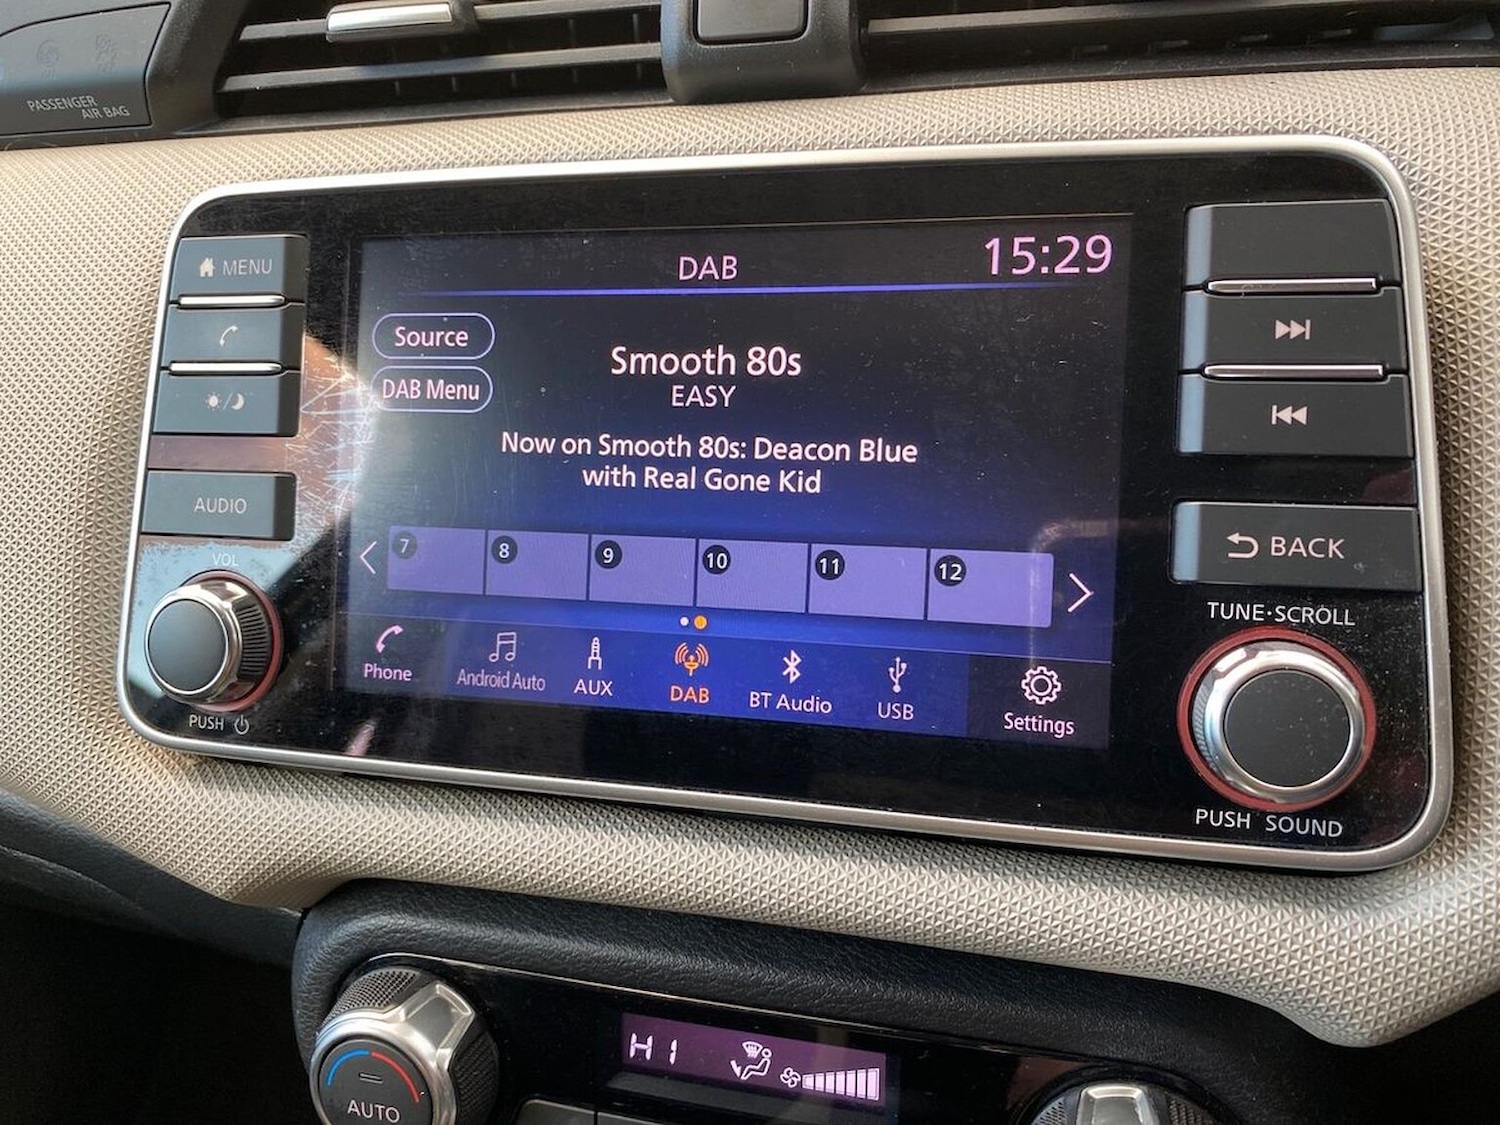 PASSENGER
AIR BAG
MENU
AUDIO
VOL
PUSH
DAB
15:29
Source
DAB Menu
Smooth 80s
EASY
Now on Smooth 80s: Deacon Blue
with Real Gone Kid
7 8 9 10 11 12
Phone
Android Auto
AUX
DAB
BT Audio
USB
Settings
BACK
TUNE·SCROLL
PUSH SOUND
HI
AUTO